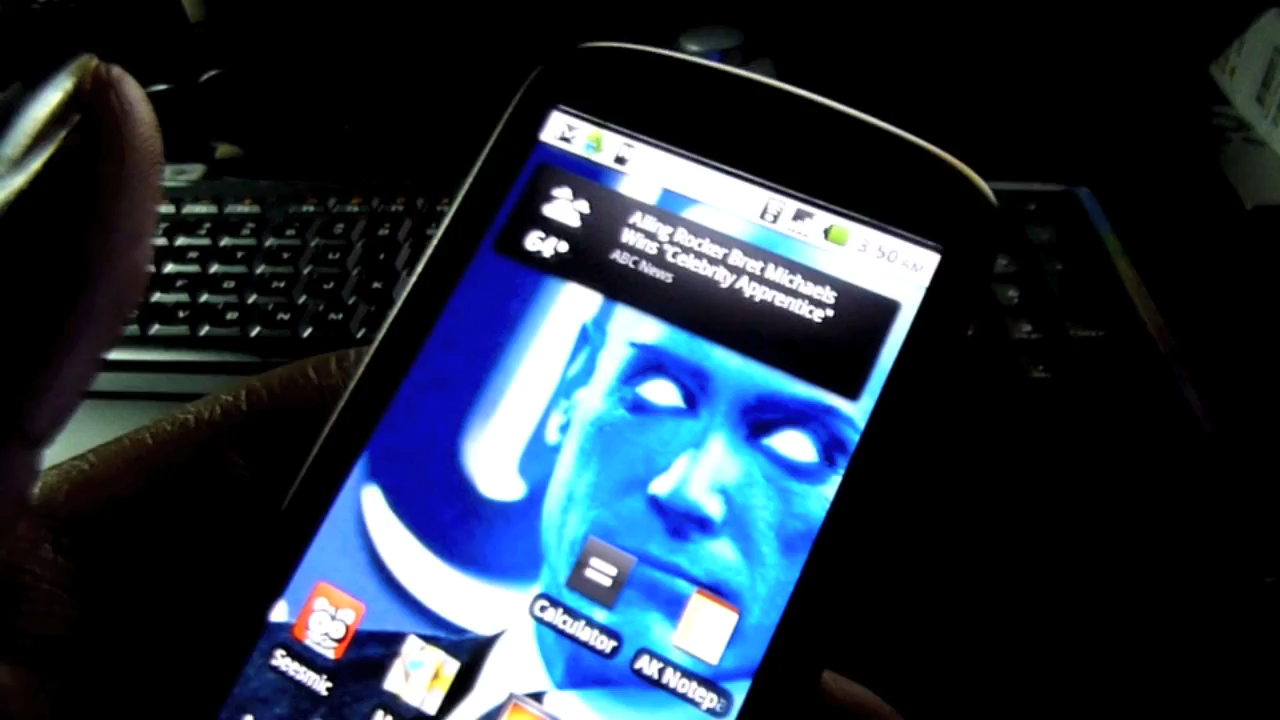 3:50 AM
64°
Ailing Rocker Bret Michaels
Wins "Celebrity Apprentice"
ABC News
Calculator
AK Notepa
Seesmic